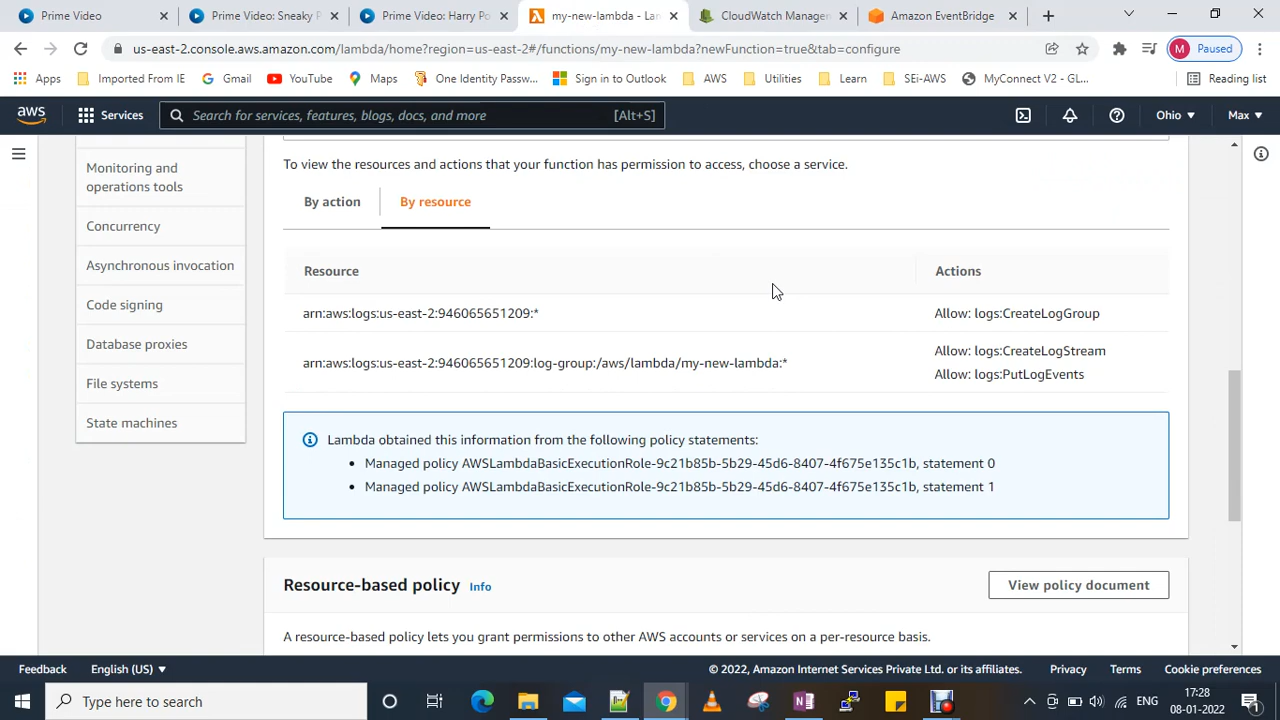 Prime Video
Prime Video: Sneaky P
Prime Video: Harry Po
my-new-lambda - Lam
CloudWatch Manage
Amazon EventBridge
us-east-2.console.aws.amazon.com/lambda/home?region=us-east-2#/functions/my-new-lambda?newFunction=true&tab=configure
M Paused
Apps
Imported From IE
Gmail
YouTube
Maps
One Identity Passw...
Sign in to Outlook
AWS
Utilities
Learn
SEi-AWS
MyConnect V2 - GL...
Reading list
aws
Services
Search for services, features, blogs, docs, and more [Alt+S]
Ohio
Max
Monitoring and
operations tools
Concurrency
Asynchronous invocation
Code signing
Database proxies
File systems
State machines
To view the resources and actions that your function has permission to access, choose a service.
By action
By resource
Resource Actions
arn:aws:logs:us-east-2:946065651209:* Allow: logs:CreateLogGroup
arn:aws:logs:us-east-2:946065651209:log-group:/aws/lambda/my-new-lambda:* Allow: logs:CreateLogStream
Allow: logs:PutLogEvents
Lambda obtained this information from the following policy statements:
• Managed policy AWSLambdaBasicExecutionRole-9c21b85b-5b29-45d6-8407-4f675e135c1b, statement 0
• Managed policy AWSLambdaBasicExecutionRole-9c21b85b-5b29-45d6-8407-4f675e135c1b, statement 1
Resource-based policy Info
View policy document
A resource-based policy lets you grant permissions to other AWS accounts or services on a per-resource basis.
Feedback English (US)
© 2022, Amazon Internet Services Private Ltd. or its affiliates. Privacy Terms Cookie preferences
Type here to search
ENG
17:28
08-01-2022
1